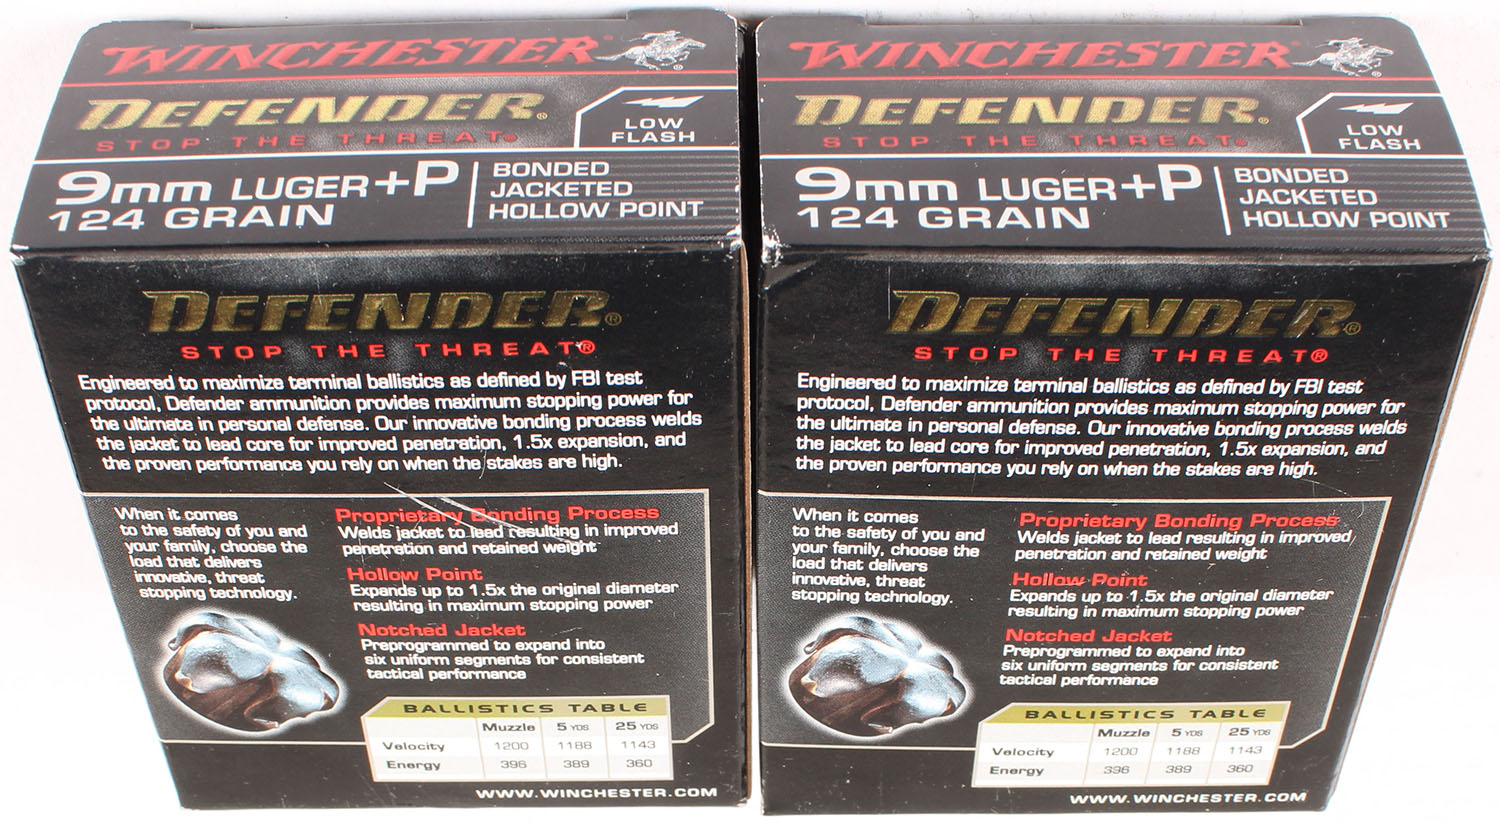 WINCHESTER®
DEFENDER®
STOP THE THREAT®
LOW
FLASH
9mm LUGER +P
124 GRAIN
BONDED
JACKETED
HOLLOW POINT
DEFENDER®
STOP THE THREAT®
Engineered to maximize terminal ballistics as defined by FBI test
protocol, Defender ammunition provides maximum stopping power for
the ultimate in personal defense. Our innovative bonding process welds
the jacket to lead core for improved penetration, 1.5x expansion, and
the proven performance you rely on when the stakes are high.
When it comes
to the safety of you and
your family, choose the
load that delivers
innovative, threat
stopping technology.
Proprietary Bonding Process
Welds jacket to lead resulting in improved
penetration and retained weight
Hollow Point
Expands up to 1.5x the original diameter
resulting in maximum stopping power
Notched Jacket
Preprogrammed to expand into
six uniform segments for consistent
tactical performance
BALLISTICS TABLE
Muzzle 5 YDS 25 YDS
Velocity 1200 1188 1143
Energy 396 389 360
WWW.WINCHESTER.COM
WINCHESTER®
DEFENDER®
STOP THE THREAT®
LOW
FLASH
9mm LUGER +P
124 GRAIN
BONDED
JACKETED
HOLLOW POINT
DEFENDER®
STOP THE THREAT®
Engineered to maximize terminal ballistics as defined by FBI test
protocol, Defender ammunition provides maximum stopping power for
the ultimate in personal defense. Our innovative bonding process welds
the jacket to lead core for improved penetration, 1.5x expansion, and
the proven performance you rely on when the stakes are high.
When it comes
to the safety of you and
your family, choose the
load that delivers
innovative, threat
stopping technology.
Proprietary Bonding Process
Welds jacket to lead resulting in improved
penetration and retained weight
Hollow Point
Expands up to 1.5x the original diameter
resulting in maximum stopping power
Notched Jacket
Preprogrammed to expand into
six uniform segments for consistent
tactical performance
BALLISTICS TABLE
Muzzle 5 YDS 25 YDS
Velocity 1200 1188 1143
Energy 396 389 360
WWW.WINCHESTER.COM